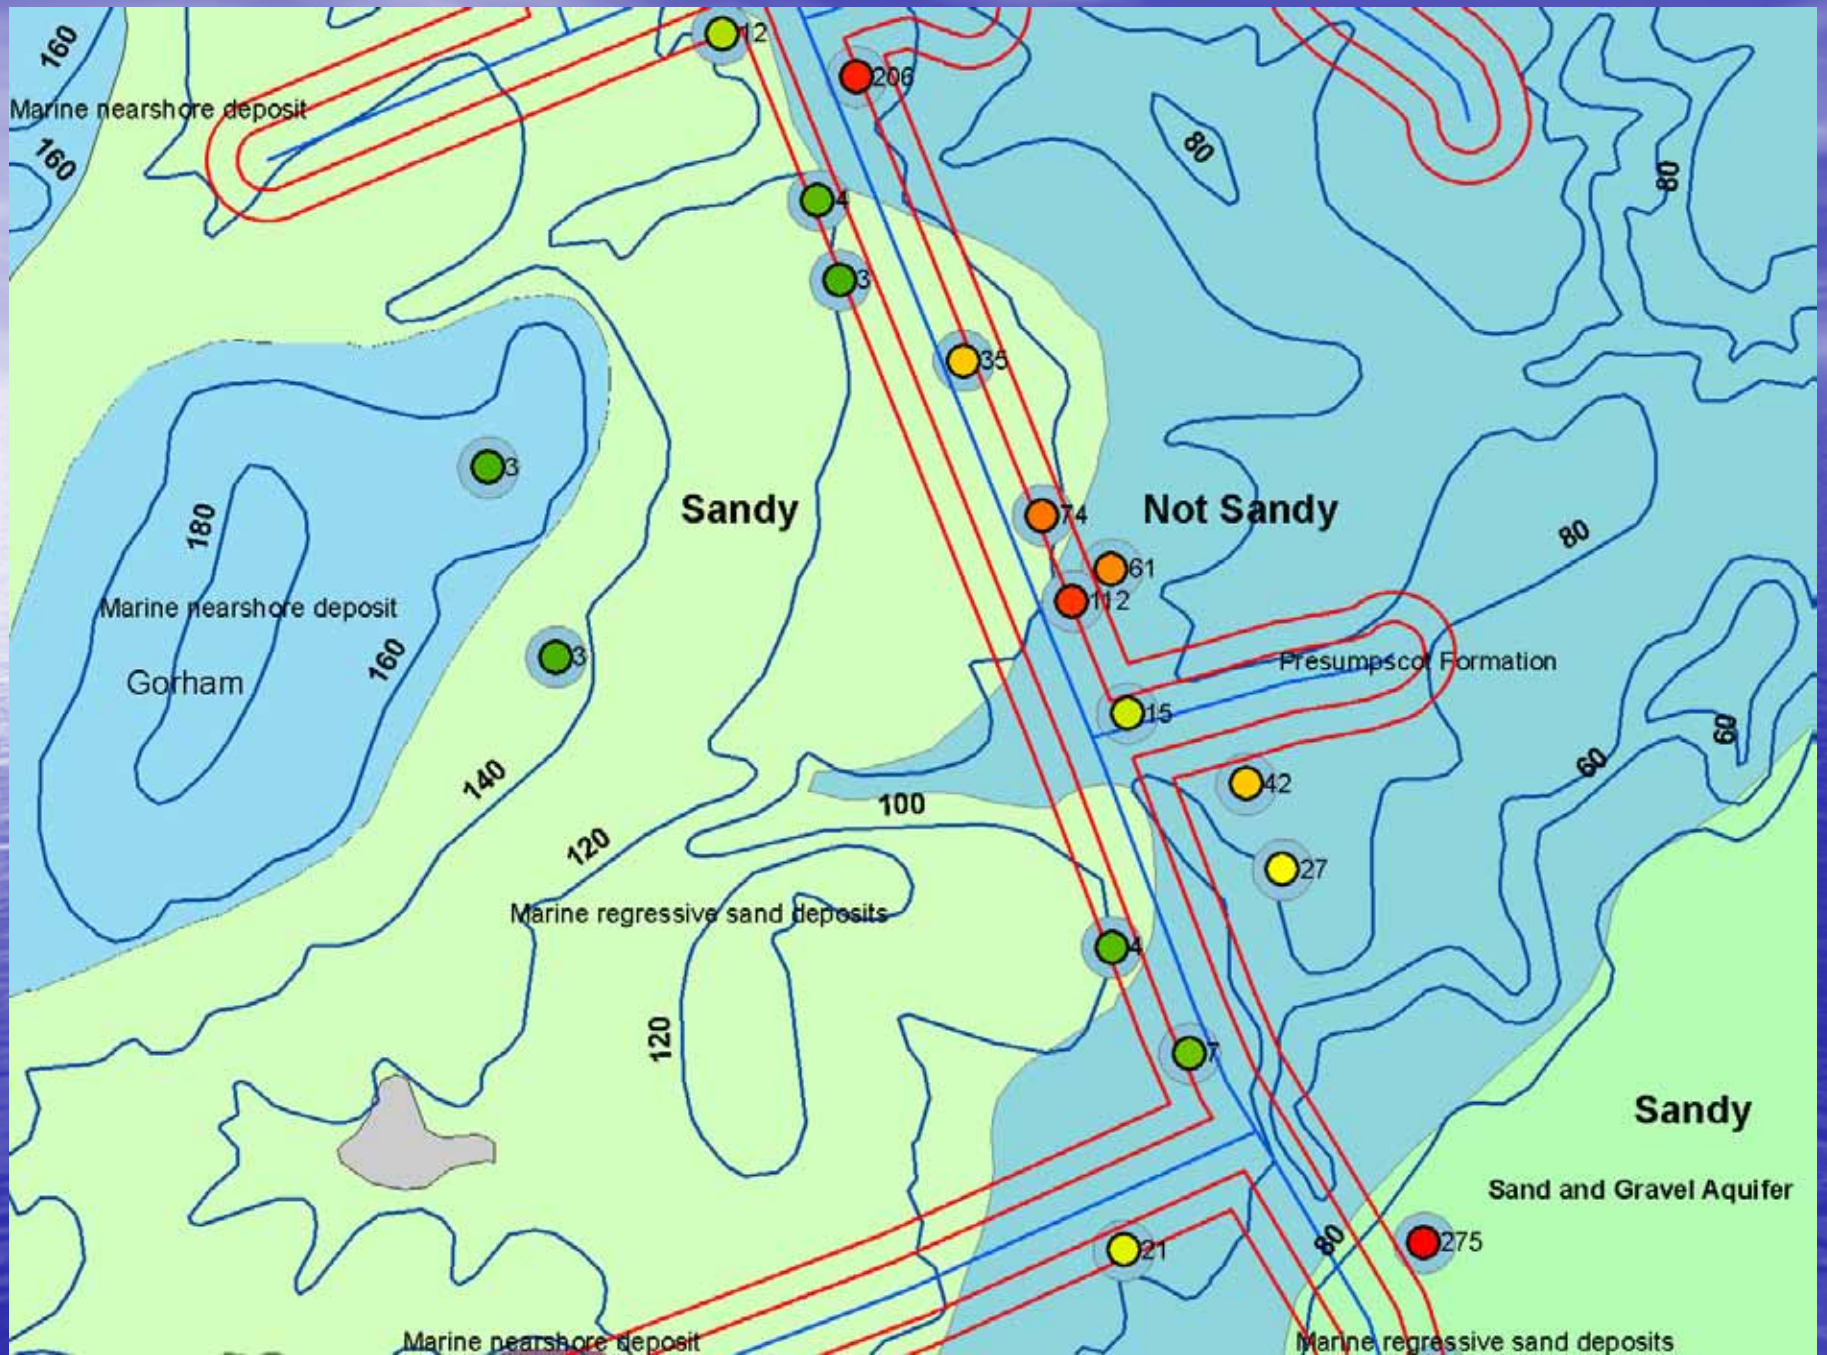 160
12
206
Marine nearshore deposit
80
160
80
4
3
35
3
180
Sandy
Not Sandy
74
80
61
112
Marine nearshore deposit
160
3
Presumpscot Formation
Gorham
15
60
140
42
60
100
120
27
Marine regressive sand deposits
4
120
7
Sandy
Sand and Gravel Aquifer
21
80
275
Marine nearshore deposit
Marine regressive sand deposits